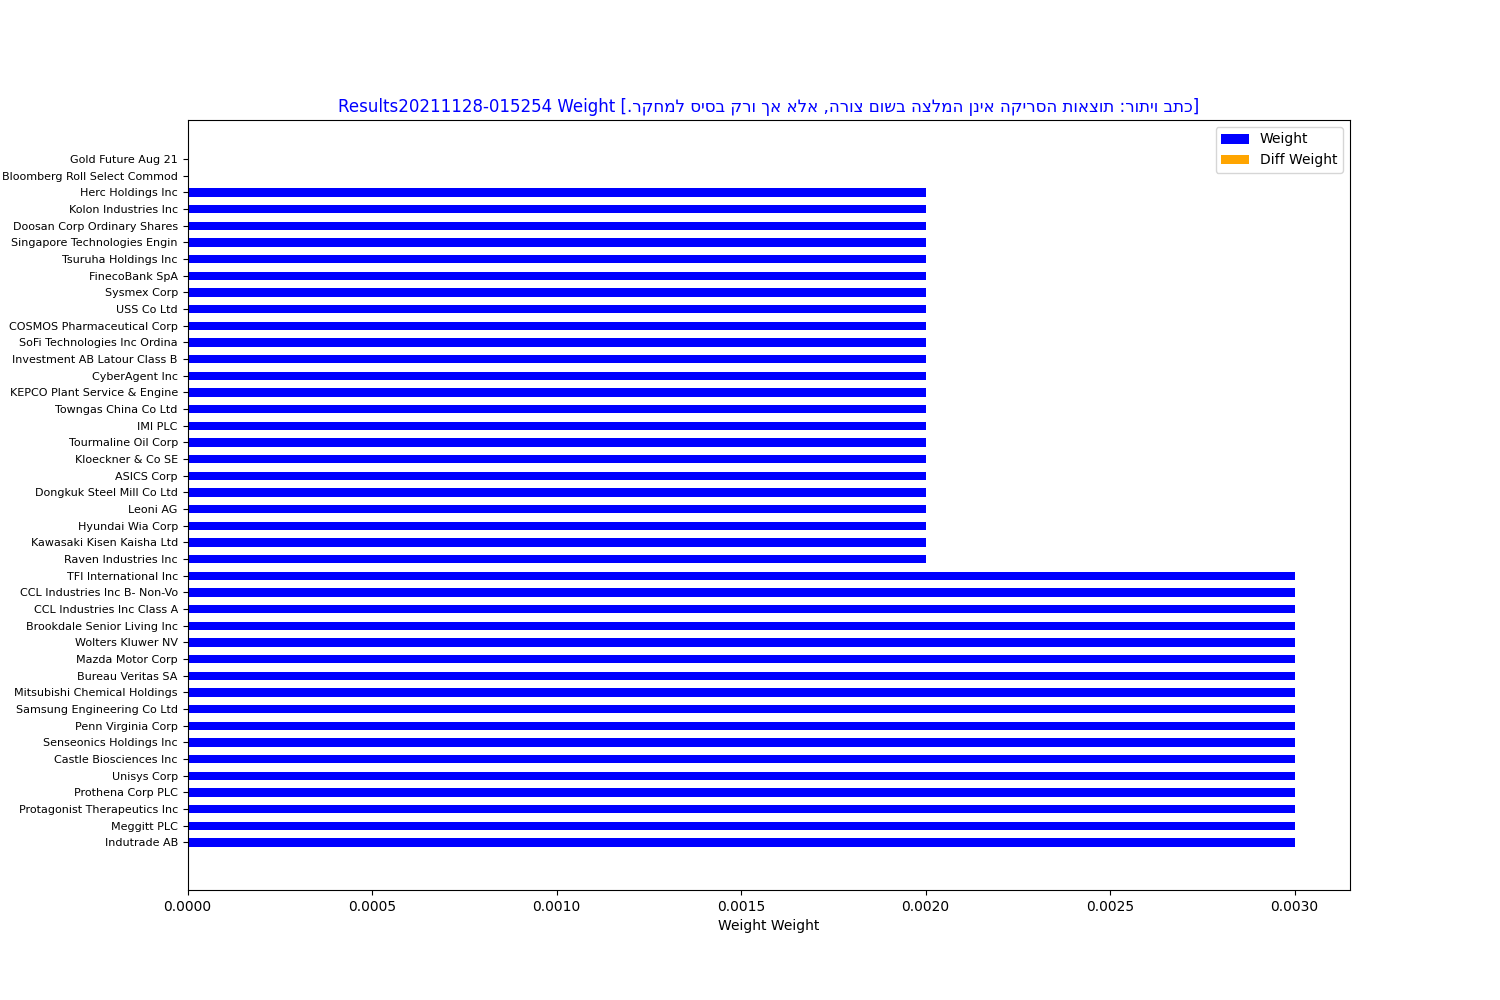 Results20211128-015254 Weight [כתב ויתור: תוצאות הסריקה אינן המלצה בשום צורה, אלא אך ורק בסיס למחקר.]
Weight
Diff Weight
Gold Future Aug 21
Bloomberg Roll Select Commod
Herc Holdings Inc
Kolon Industries Inc
Doosan Corp Ordinary Shares
Singapore Technologies Engin
Tsuruha Holdings Inc
FinecoBank SpA
Sysmex Corp
USS Co Ltd
COSMOS Pharmaceutical Corp
SoFi Technologies Inc Ordina
Investment AB Latour Class B
CyberAgent Inc
KEPCO Plant Service & Engine
Towngas China Co Ltd
IMI PLC
Tourmaline Oil Corp
Kloeckner & Co SE
ASICS Corp
Dongkuk Steel Mill Co Ltd
Leoni AG
Hyundai Wia Corp
Kawasaki Kisen Kaisha Ltd
Raven Industries Inc
TFI International Inc
CCL Industries Inc B- Non-Vo
CCL Industries Inc Class A
Brookdale Senior Living Inc
Wolters Kluwer NV
Mazda Motor Corp
Bureau Veritas SA
Mitsubishi Chemical Holdings
Samsung Engineering Co Ltd
Penn Virginia Corp
Senseonics Holdings Inc
Castle Biosciences Inc
Unisys Corp
Prothena Corp PLC
Protagonist Therapeutics Inc
Meggitt PLC
Indutrade AB
0.0000 0.0005 0.0010 0.0015 0.0020 0.0025 0.0030
Weight Weight